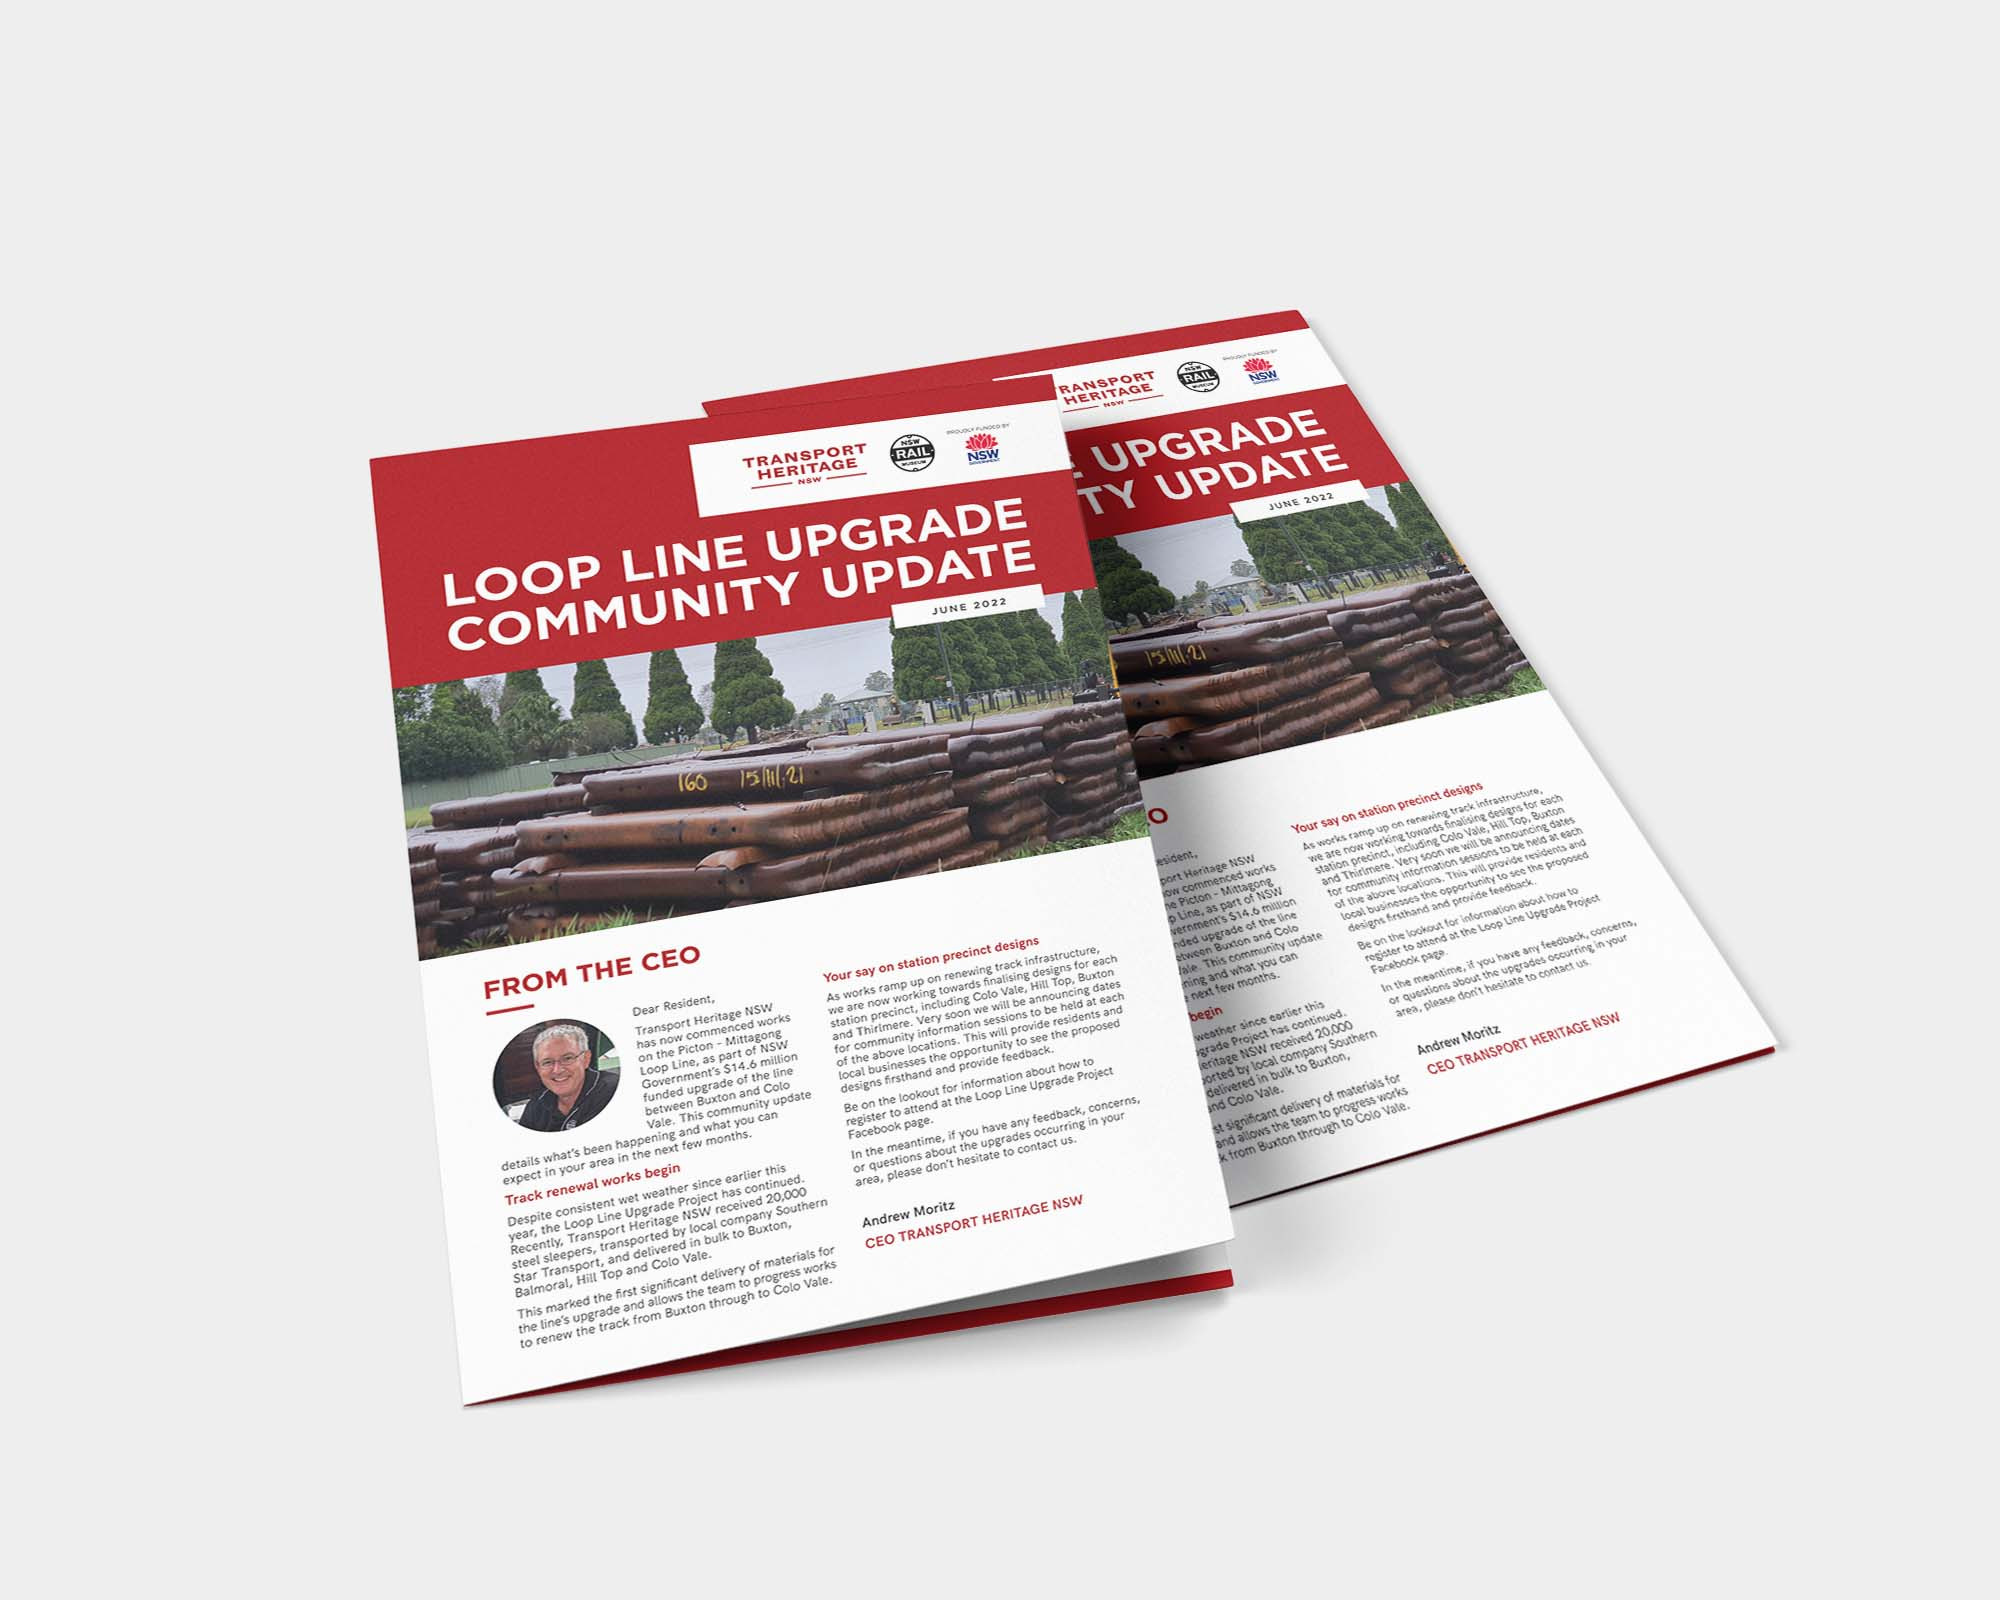 TRANSPORT
HERITAGE
NSW
NSW
RAIL
MUSEUM
PROUDLY FUNDED BY
NSW
GOVERNMENT
LOOP LINE UPGRADE
COMMUNITY UPDATE
JUNE 2022
160 15/11/21
FROM THE CEO
Dear Resident,
Transport Heritage NSW
has now commenced works
on the Picton - Mittagong
Loop Line, as part of NSW
Government's $14.6 million
funded upgrade of the line
between Buxton and Colo
Vale. This community update
details what's been happening and what you can
expect in your area in the next few months.
Track renewal works begin
Despite consistent wet weather since earlier this
year, the Loop Line Upgrade Project has continued.
Recently, Transport Heritage NSW received 20,000
steel sleepers, transported by local company Southern
Star Transport, and delivered in bulk to Buxton,
Balmoral, Hill Top and Colo Vale.
This marked the first significant delivery of materials for
the line's upgrade and allows the team to progress works
to renew the track from Buxton through to Colo Vale.
Your say on station precinct designs
As works ramp up on renewing track infrastructure,
we are now working towards finalising designs for each
station precinct, including Colo Vale, Hill Top, Buxton
and Thirlmere. Very soon we will be announcing dates
for community information sessions to be held at each
of the above locations. This will provide residents and
local businesses the opportunity to see the proposed
designs firsthand and provide feedback.
Be on the lookout for information about how to
register to attend at the Loop Line Upgrade Project
Facebook page.
In the meantime, if you have any feedback, concerns,
or questions about the upgrades occurring in your
area, please don't hesitate to contact us.
Andrew Moritz
CEO TRANSPORT HERITAGE NSW
RANSPORT
HERITAGE
NSW
NSW
RAIL
MUSEUM
PROUDLY FUNDED BY
NSW
GOVERNMENT
UPGRADE
TY UPDATE
JUNE 2022
15/11/21
O
esident,
port Heritage NSW
ow commenced works
e Picton - Mittagong
p Line, as part of NSW
vernment's $14.6 million
nded upgrade of the line
etween Buxton and Colo
ale. This community update
ning and what you can
next few months.
begin
weather since earlier this
grade Project has continued.
eritage NSW received 20,000
ported by local company Southern
delivered in bulk to Buxton,
and Colo Vale.
st significant delivery of materials for
and allows the team to progress works
k from Buxton through to Colo Vale.
Your say on station precinct designs
As works ramp up on renewing track infrastructure,
we are now working towards finalising designs for each
station precinct, including Colo Vale, Hill Top, Buxton
and Thirlmere. Very soon we will be announcing dates
for community information sessions to be held at each
of the above locations. This will provide residents and
local businesses the opportunity to see the proposed
designs firsthand and provide feedback.
Be on the lookout for information about how to
register to attend at the Loop Line Upgrade Project
Facebook page.
In the meantime, if you have any feedback, concerns,
or questions about the upgrades occurring in your
area, please don't hesitate to contact us.
Andrew Moritz
CEO TRANSPORT HERITAGE NSW